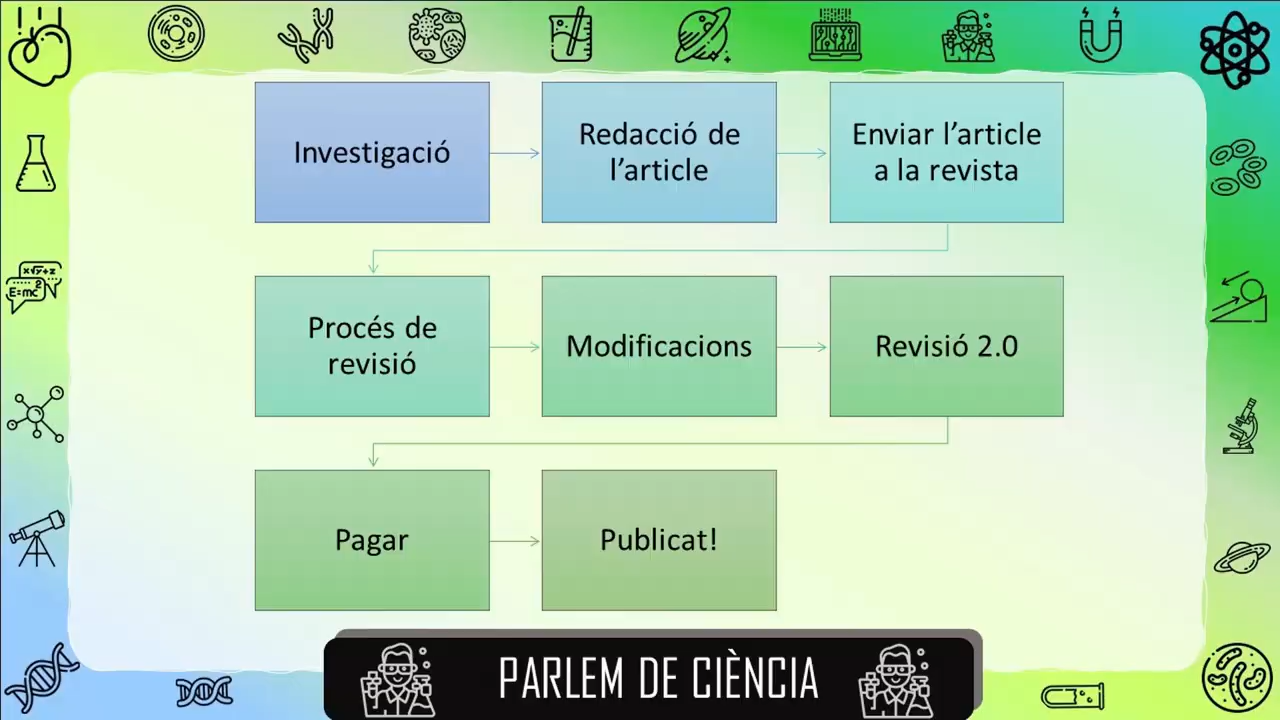 Investigació
Redacció de
l’article
Enviar l’article
a la revista
Procés de
revisió
Modificacions
Revisió 2.0
Pagar
Publicat!
E=mc²
PARLEM DE CIÈNCIA